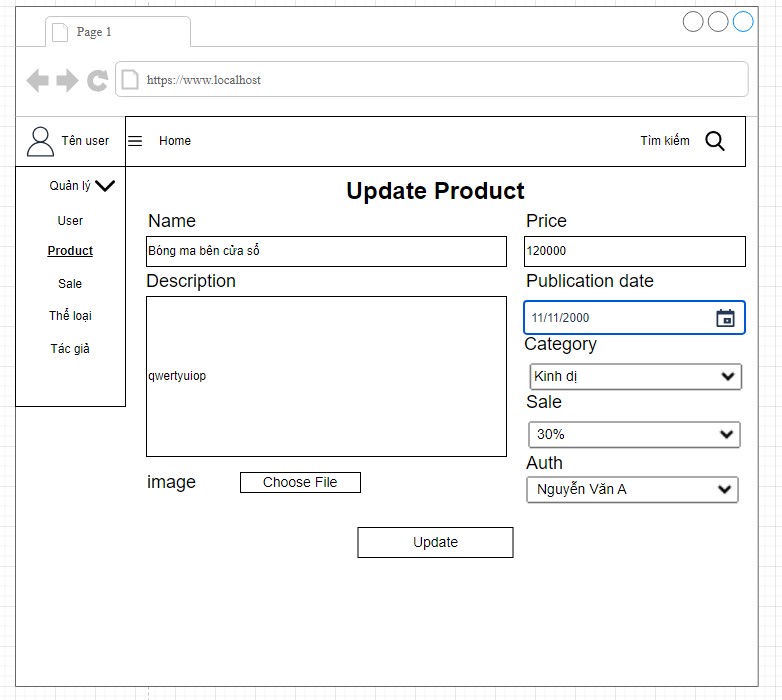 Page 1
https://www.localhost
Tên user
Home
Tìm kiếm
Quản lý
User
Product
Sale
Thể loại
Tác giả
Update Product
Name
Bóng ma bên cửa sổ
Description
qwertyuiop
image
Choose File
Price
120000
Publication date
11/11/2000
Category
Kinh dị
Sale
30%
Auth
Nguyễn Văn A
Update